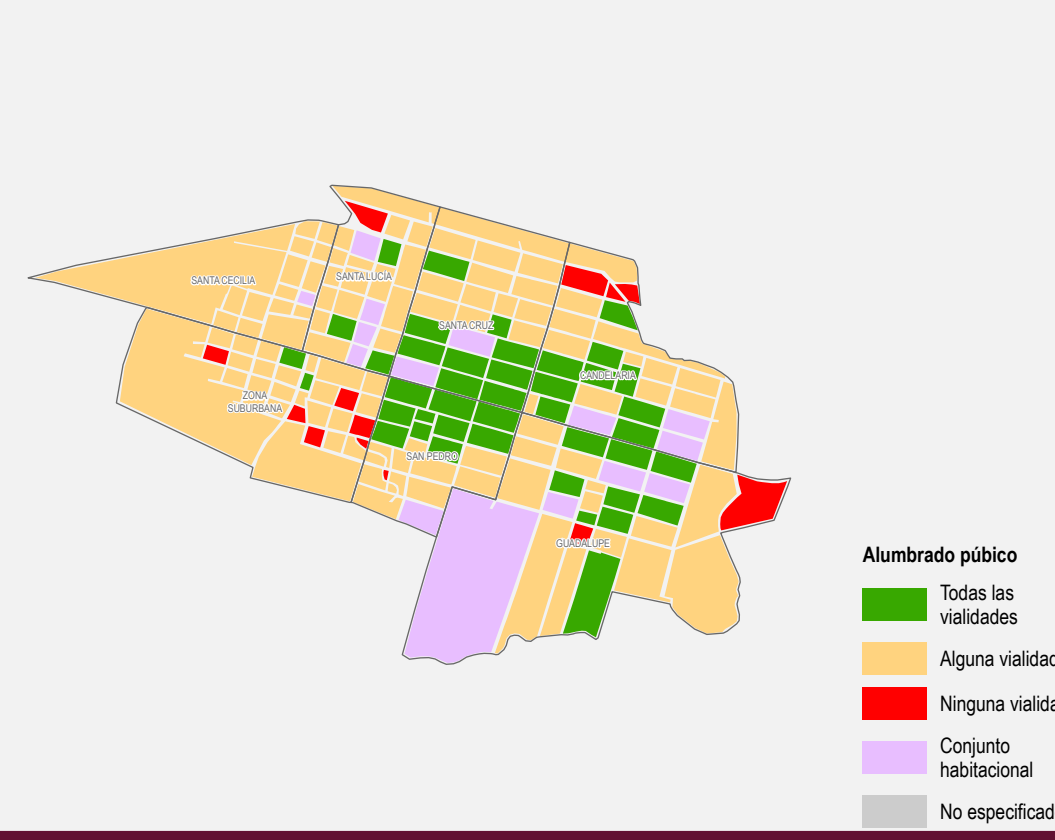 SANTA CECILIA
SANTA LUCÍA
SANTA CRUZ
CANDELARIA
ZONA
SUBURBANA
SAN PEDRO
GUADALUPE
Alumbrado púbico
Todas las
vialidades
Alguna vialidad
Ninguna vialida
Conjunto
habitacional
No especificad